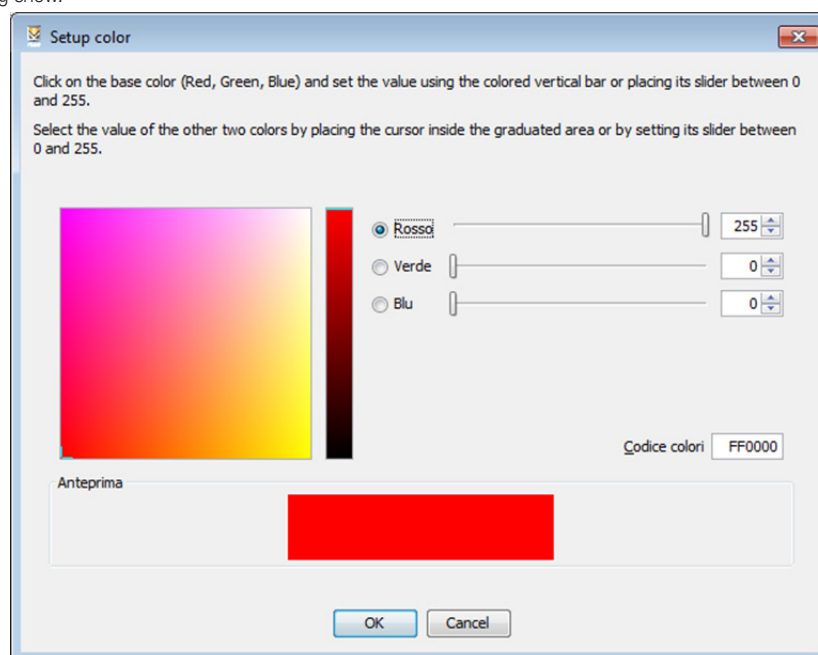 g show.
Setup color
Click on the base color (Red, Green, Blue) and set the value using the colored vertical bar or placing its slider between 0
and 255.
Select the value of the other two colors by placing the cursor inside the graduated area or by setting its slider between
0 and 255.
Rosso 255
Verde 0
Blu 0
Codice colori FF0000
Anteprima
OK Cancel